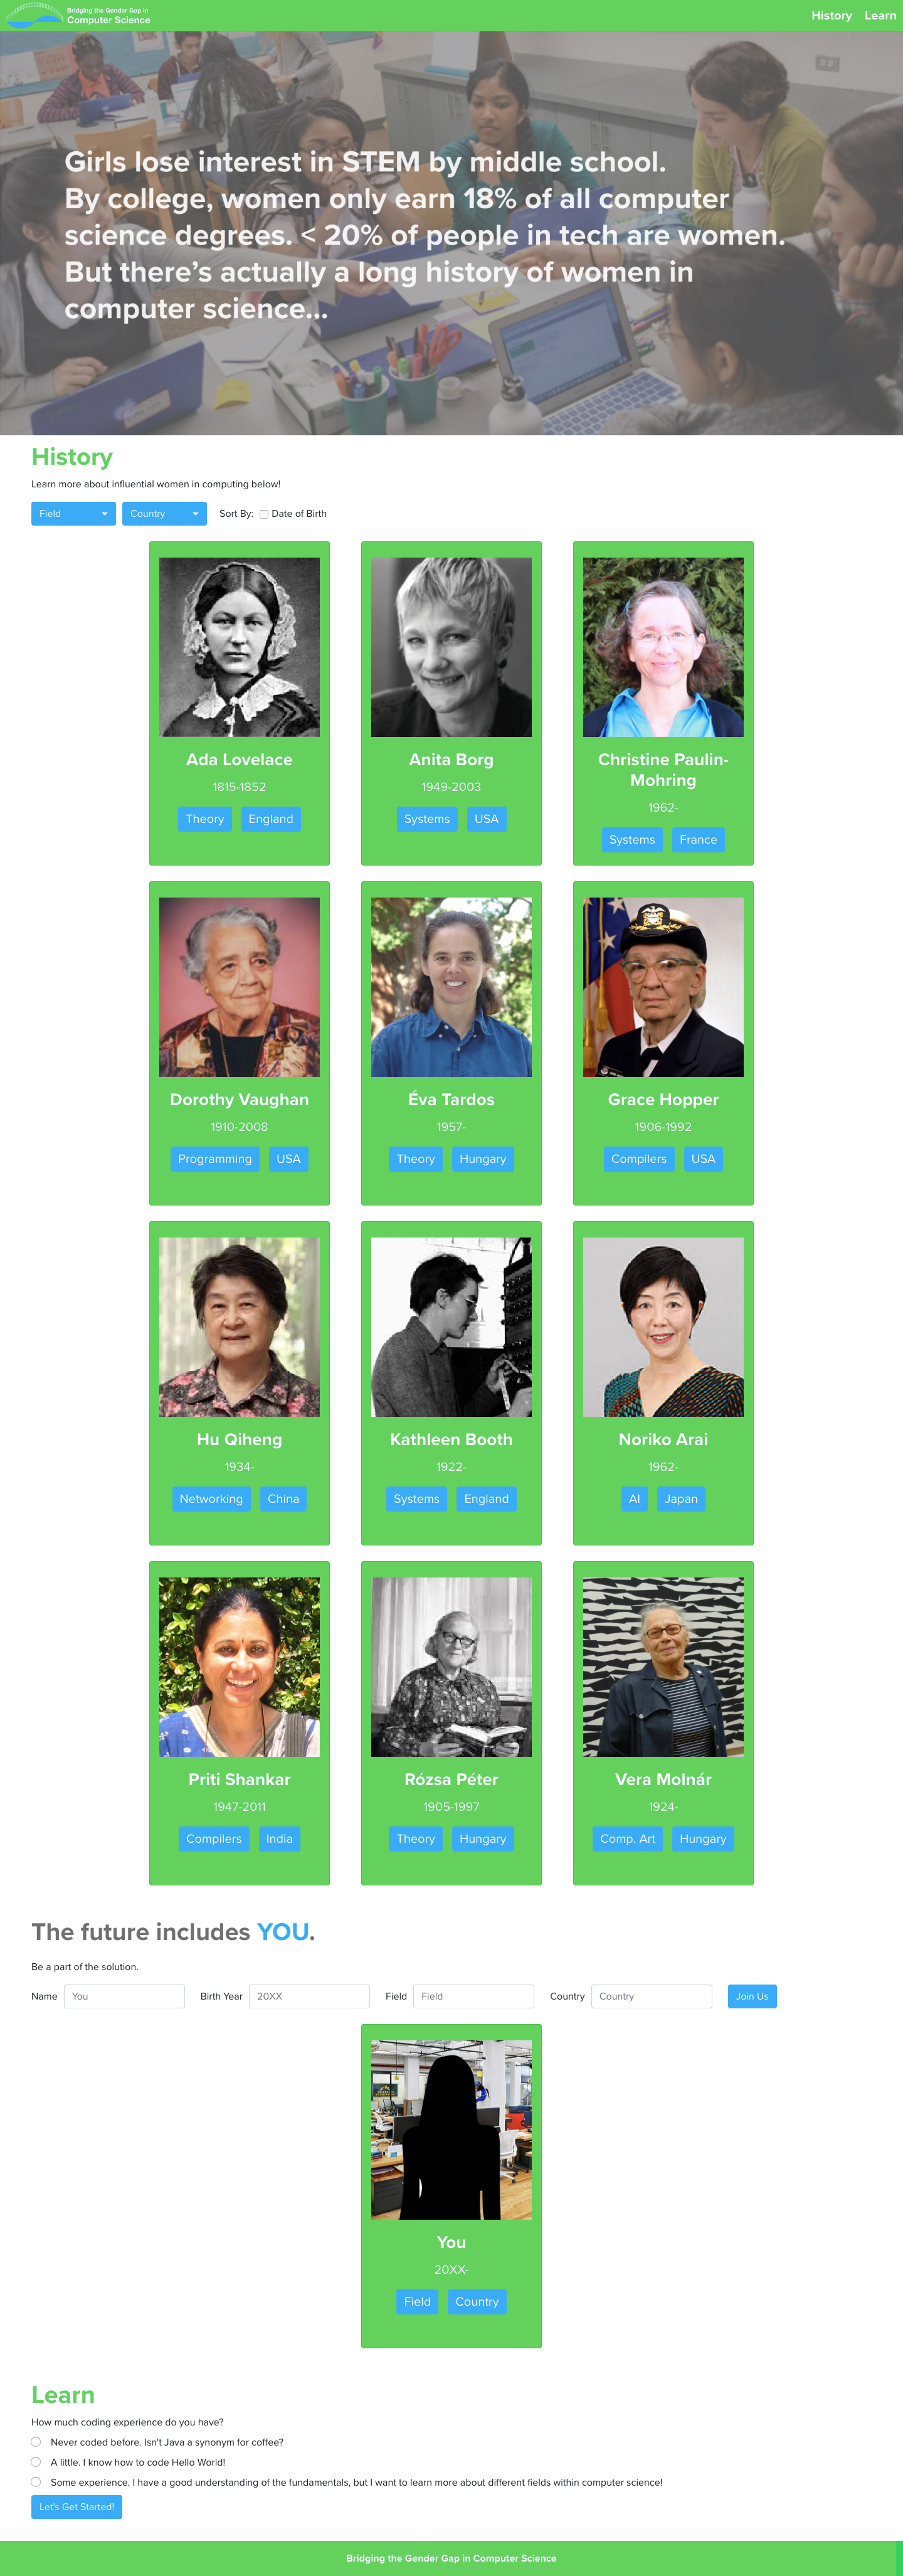 Bridging the Gender Gap in
Computer Science
History Learn
Girls lose interest in STEM by middle school.
By college, women only earn 18% of all computer
science degrees. < 20% of people in tech are women.
But there’s actually a long history of women in
computer science...
History
Learn more about influential women in computing below!
Field Country Sort By: Date of Birth
Ada Lovelace
1815-1852
Theory England
Anita Borg
1949-2003
Systems USA
Christine Paulin-
Mohring
1962-
Systems France
Dorothy Vaughan
1910-2008
Programming USA
Éva Tardos
1957-
Theory Hungary
Grace Hopper
1906-1992
Compilers USA
Hu Qiheng
1934-
Networking China
Kathleen Booth
1922-
Systems England
Noriko Arai
1962-
AI Japan
Priti Shankar
1947-2011
Compilers India
Rózsa Péter
1905-1997
Theory Hungary
Vera Molnár
1924-
Comp. Art Hungary
The future includes YOU.
Be a part of the solution.
Name You Birth Year 20XX Field Field Country Country Join Us
You
20XX-
Field Country
Learn
How much coding experience do you have?
Never coded before. Isn't Java a synonym for coffee?
A little. I know how to code Hello World!
Some experience. I have a good understanding of the fundamentals, but I want to learn more about different fields within computer science!
Let's Get Started!
Bridging the Gender Gap in Computer Science